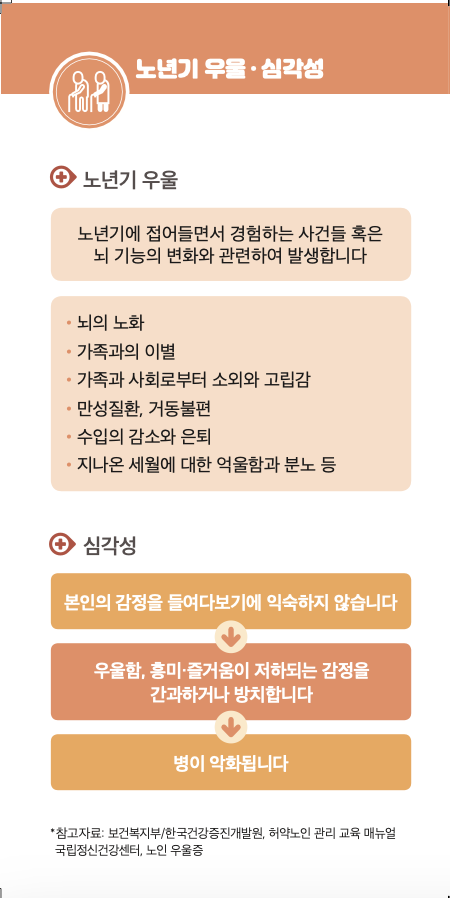 노년기 우울·심각성
노년기 우울
노년기에 접어들면서 경험하는 사건들 혹은
뇌 기능의 변화와 관련하여 발생합니다
• 뇌의 노화
• 가족과의 이별
• 가족과 사회로부터 소외와 고립감
• 만성질환, 거동불편
• 수입의 감소와 은퇴
• 지나온 세월에 대한 억울함과 분노 등
심각성
본인의 감정을 들여다보기에 익숙하지 않습니다
우울함, 흥미·즐거움이 저하되는 감정을
간과하거나 방치합니다
병이 악화됩니다
*참고자료: 보건복지부/한국건강증진개발원, 허약노인 관리 교육 매뉴얼
국립정신건강센터, 노인 우울증